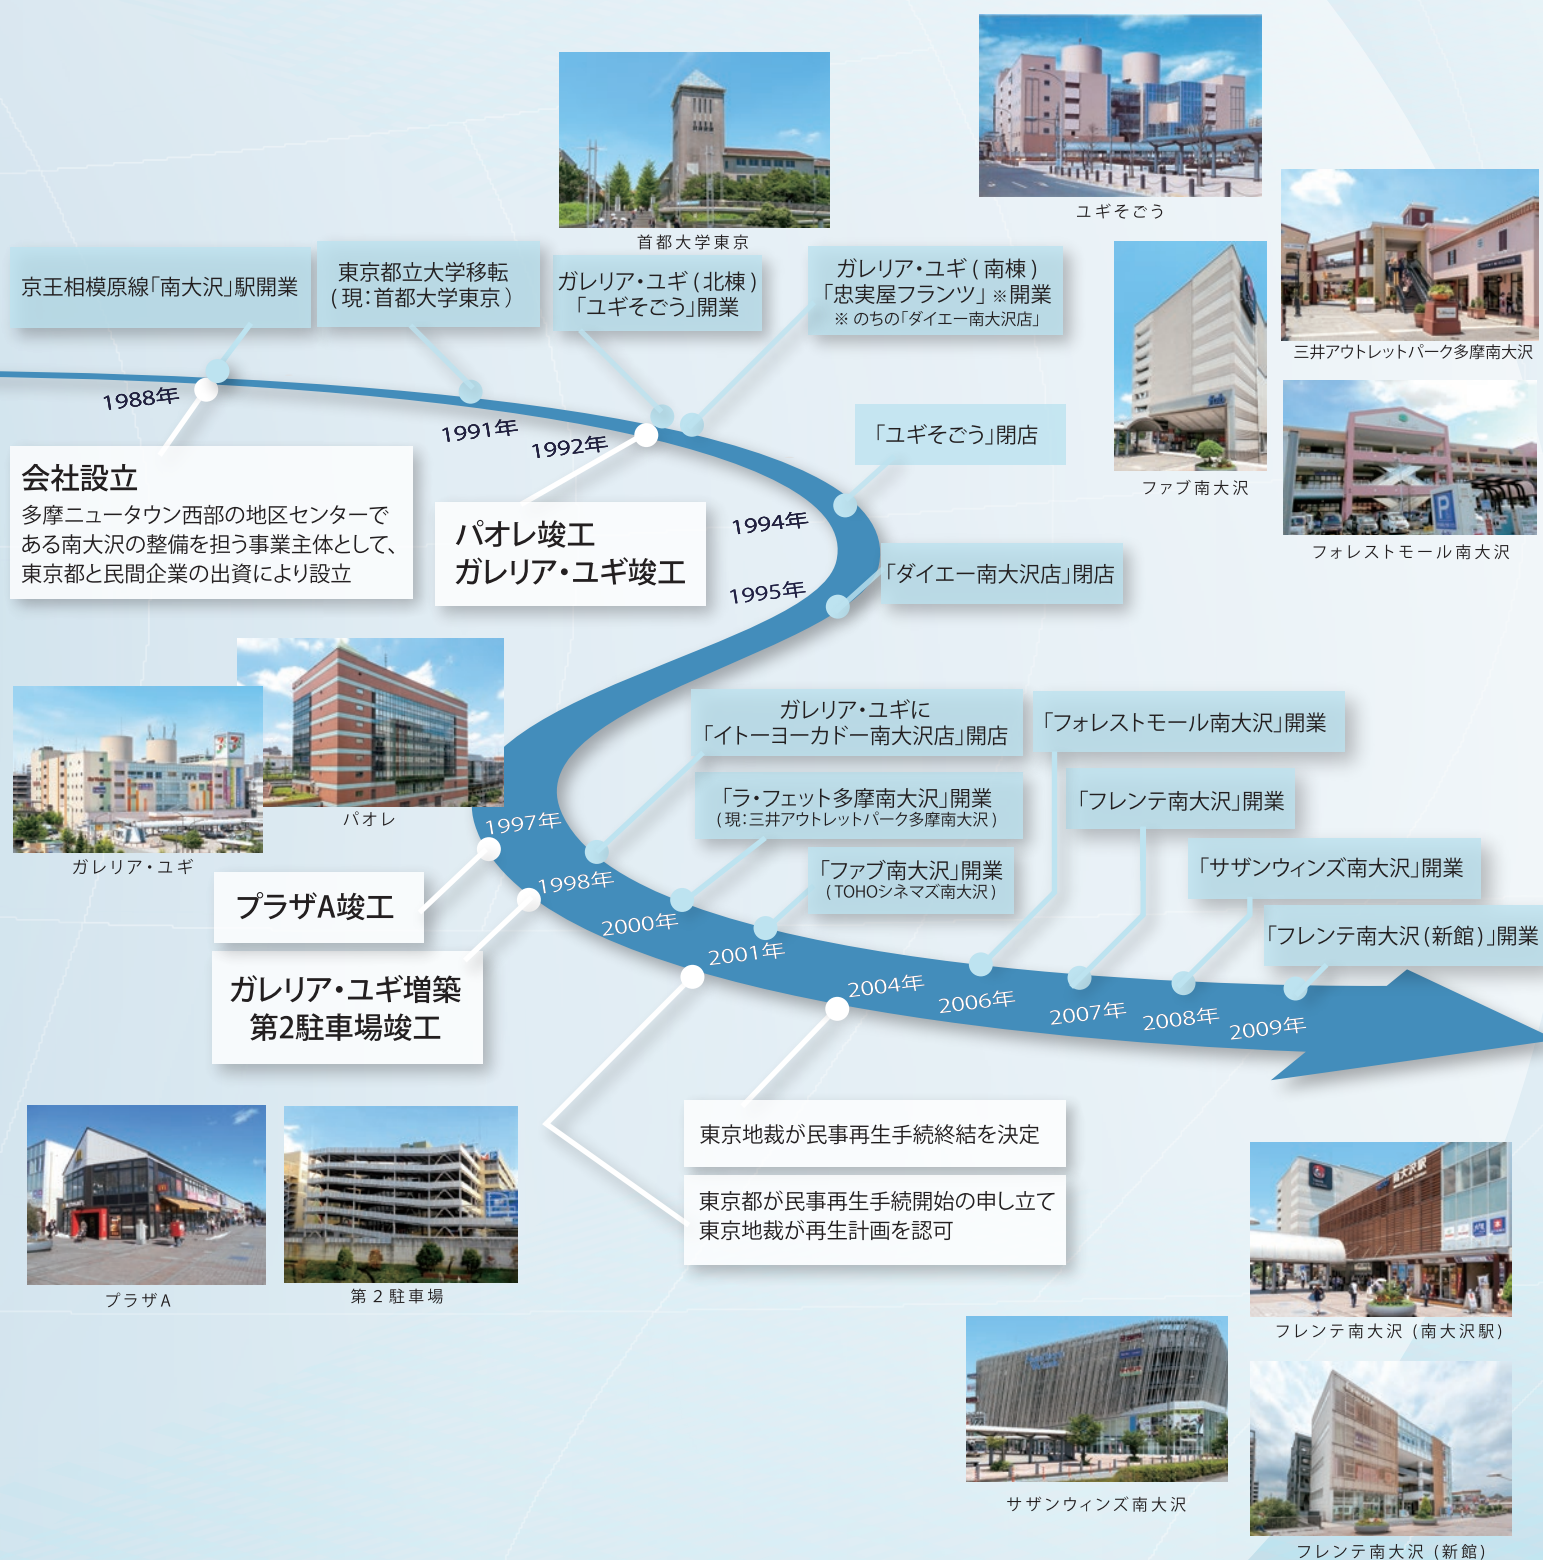 首都大学東京
ユギそごう
三井アウトレットパーク多摩南大沢
ファブ南大沢
フォレストモール南大沢
京王相模原線「南大沢」駅開業
東京都立大学移転
(現：首都大学東京)
ガレリア・ユギ(北棟)
「ユギそごう」開業
ガレリア・ユギ(南棟)
「忠実屋フランツ」※開業
※ のちの「ダイエー南大沢店」
1988年
1991年
1992年
会社設立
多摩ニュータウン西部の地区センターで
ある南大沢の整備を担う事業主体として、
東京都と民間企業の出資により設立
パオレ竣工
ガレリア・ユギ竣工
「ユギそごう」閉店
1994年
「ダイエー南大沢店」閉店
1995年
パオレ
ガレリア・ユギ
ガレリア・ユギに
「イトーヨーカドー南大沢店」開店
「フォレストモール南大沢」開業
「ラ・フェット多摩南大沢」開業
(現：三井アウトレットパーク多摩南大沢)
「フレンテ南大沢」開業
「ファブ南大沢」開業
(TOHOシネマズ南大沢)
「サザンウィンズ南大沢」開業
「フレンテ南大沢(新館)」開業
1997年
1998年
2000年
2001年
2004年
2006年
2007年
2008年
2009年
プラザA竣工
ガレリア・ユギ増築
第2駐車場竣工
東京地裁が民事再生手続終結を決定
東京都が民事再生手続開始の申し立て
東京地裁が再生計画を認可
プラザA
第2駐車場
南大沢駅
フレンテ南大沢(南大沢駅)
サザンウィンズ南大沢
フレンテ南大沢(新館)